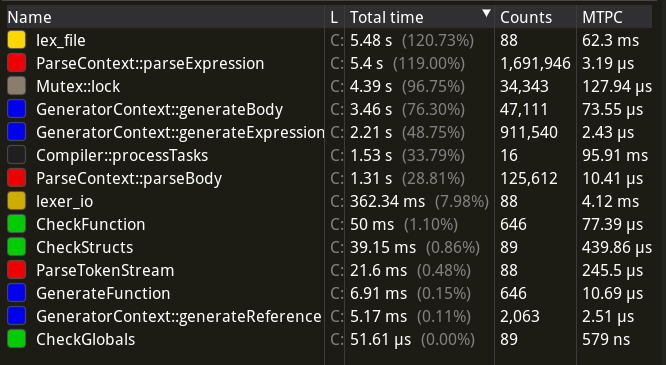 Name L Total time ▼ Counts MTPC
lex_file C: 5.48 s (120.73%) 88 62.3 ms
ParseContext::parseExpression C: 5.4 s (119.00%) 1,691,946 3.19 µs
Mutex::lock C: 4.39 s (96.75%) 34,343 127.94 µs
GeneratorContext::generateBody C: 3.46 s (76.30%) 47,111 73.55 µs
GeneratorContext::generateExpression C: 2.21 s (48.75%) 911,540 2.43 µs
Compiler::processTasks C: 1.53 s (33.79%) 16 95.91 ms
ParseContext::parseBody C: 1.31 s (28.81%) 125,612 10.41 µs
lexer_io C: 362.34 ms (7.98%) 88 4.12 ms
CheckFunction C: 50 ms (1.10%) 646 77.39 µs
CheckStructs C: 39.15 ms (0.86%) 89 439.86 µs
ParseTokenStream C: 21.6 ms (0.48%) 88 245.5 µs
GenerateFunction C: 6.91 ms (0.15%) 646 10.69 µs
GeneratorContext::generateReference C: 5.17 ms (0.11%) 2,063 2.51 µs
CheckGlobals C: 51.61 µs (0.00%) 89 579 ns